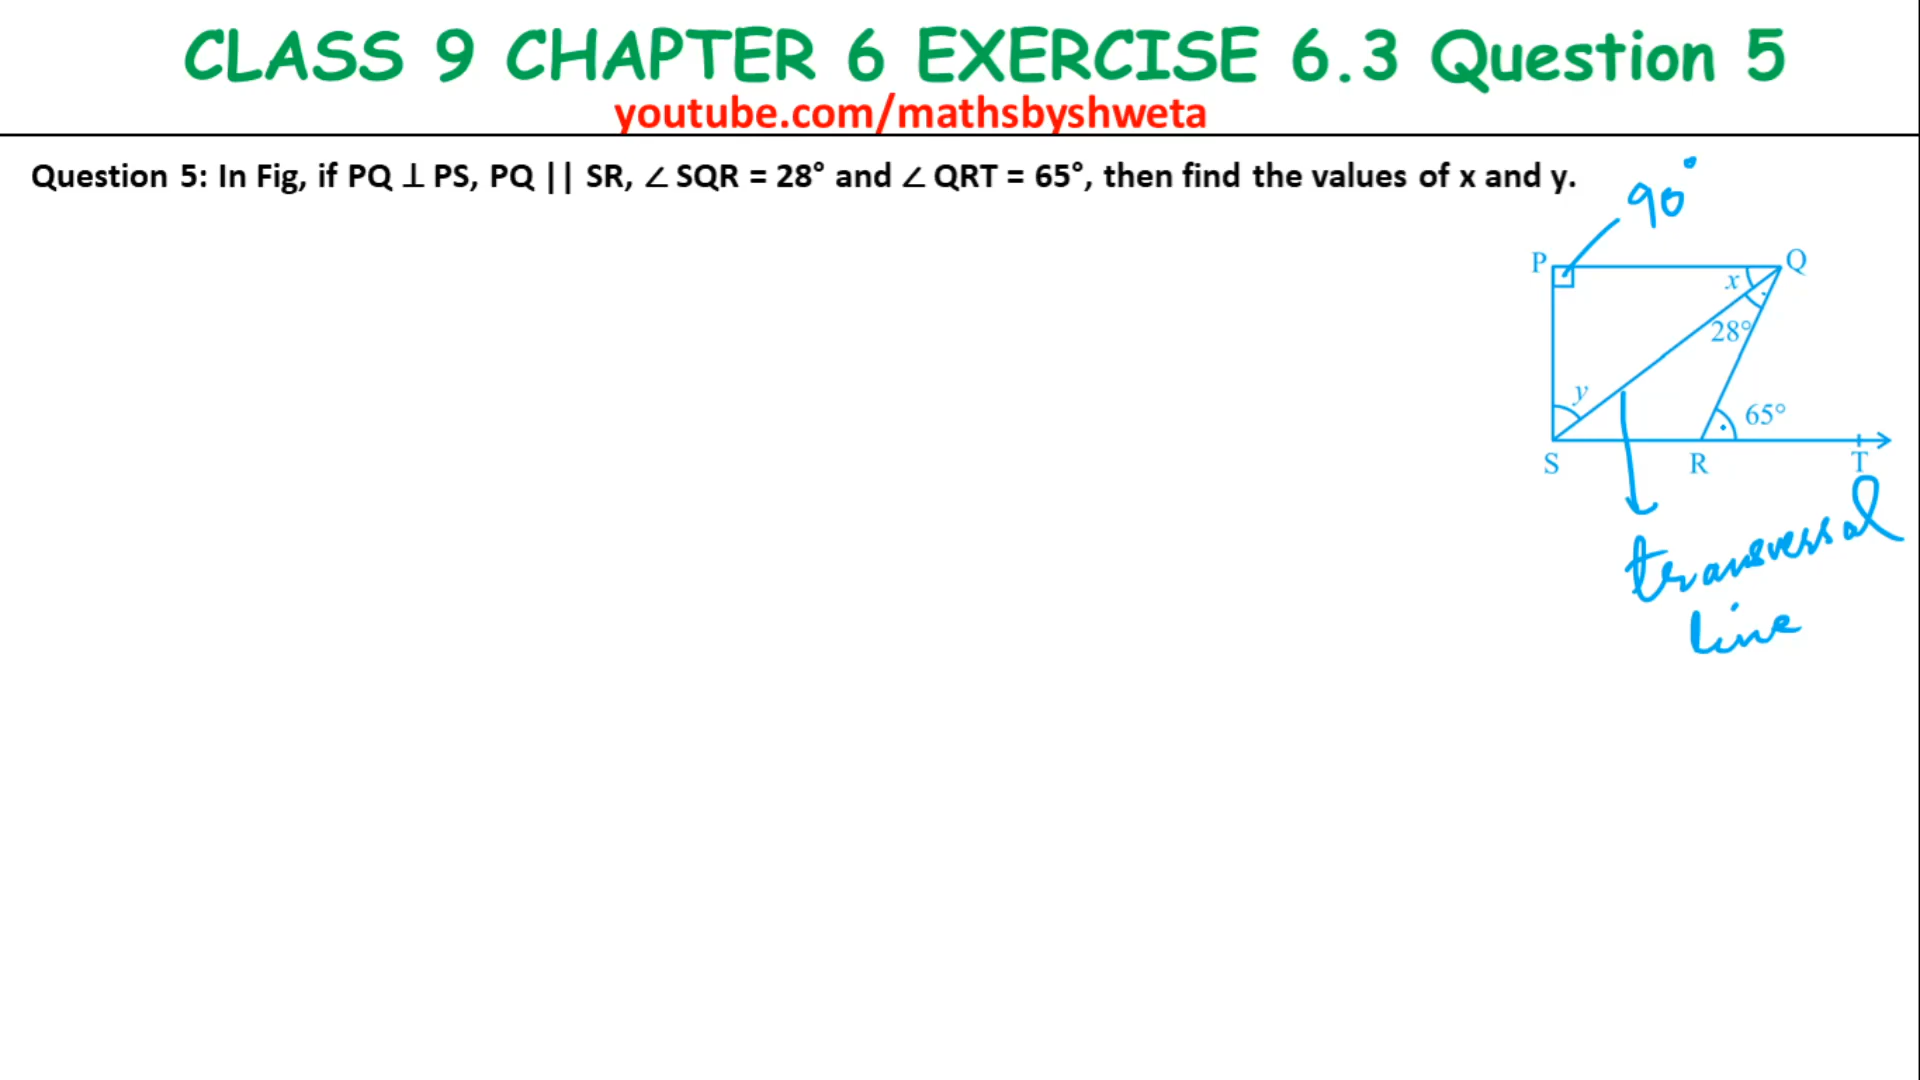 CLASS 9 CHAPTER 6 EXERCISE 6.3 Question 5
youtube.com/mathsbyshweta
Question 5: In Fig, if PQ ⊥ PS, PQ || SR, ∠ SQR = 28° and ∠ QRT = 65°, then find the values of x and y.
90°
P
Q
x
28°
y
65°
S
R
T
transversal
line